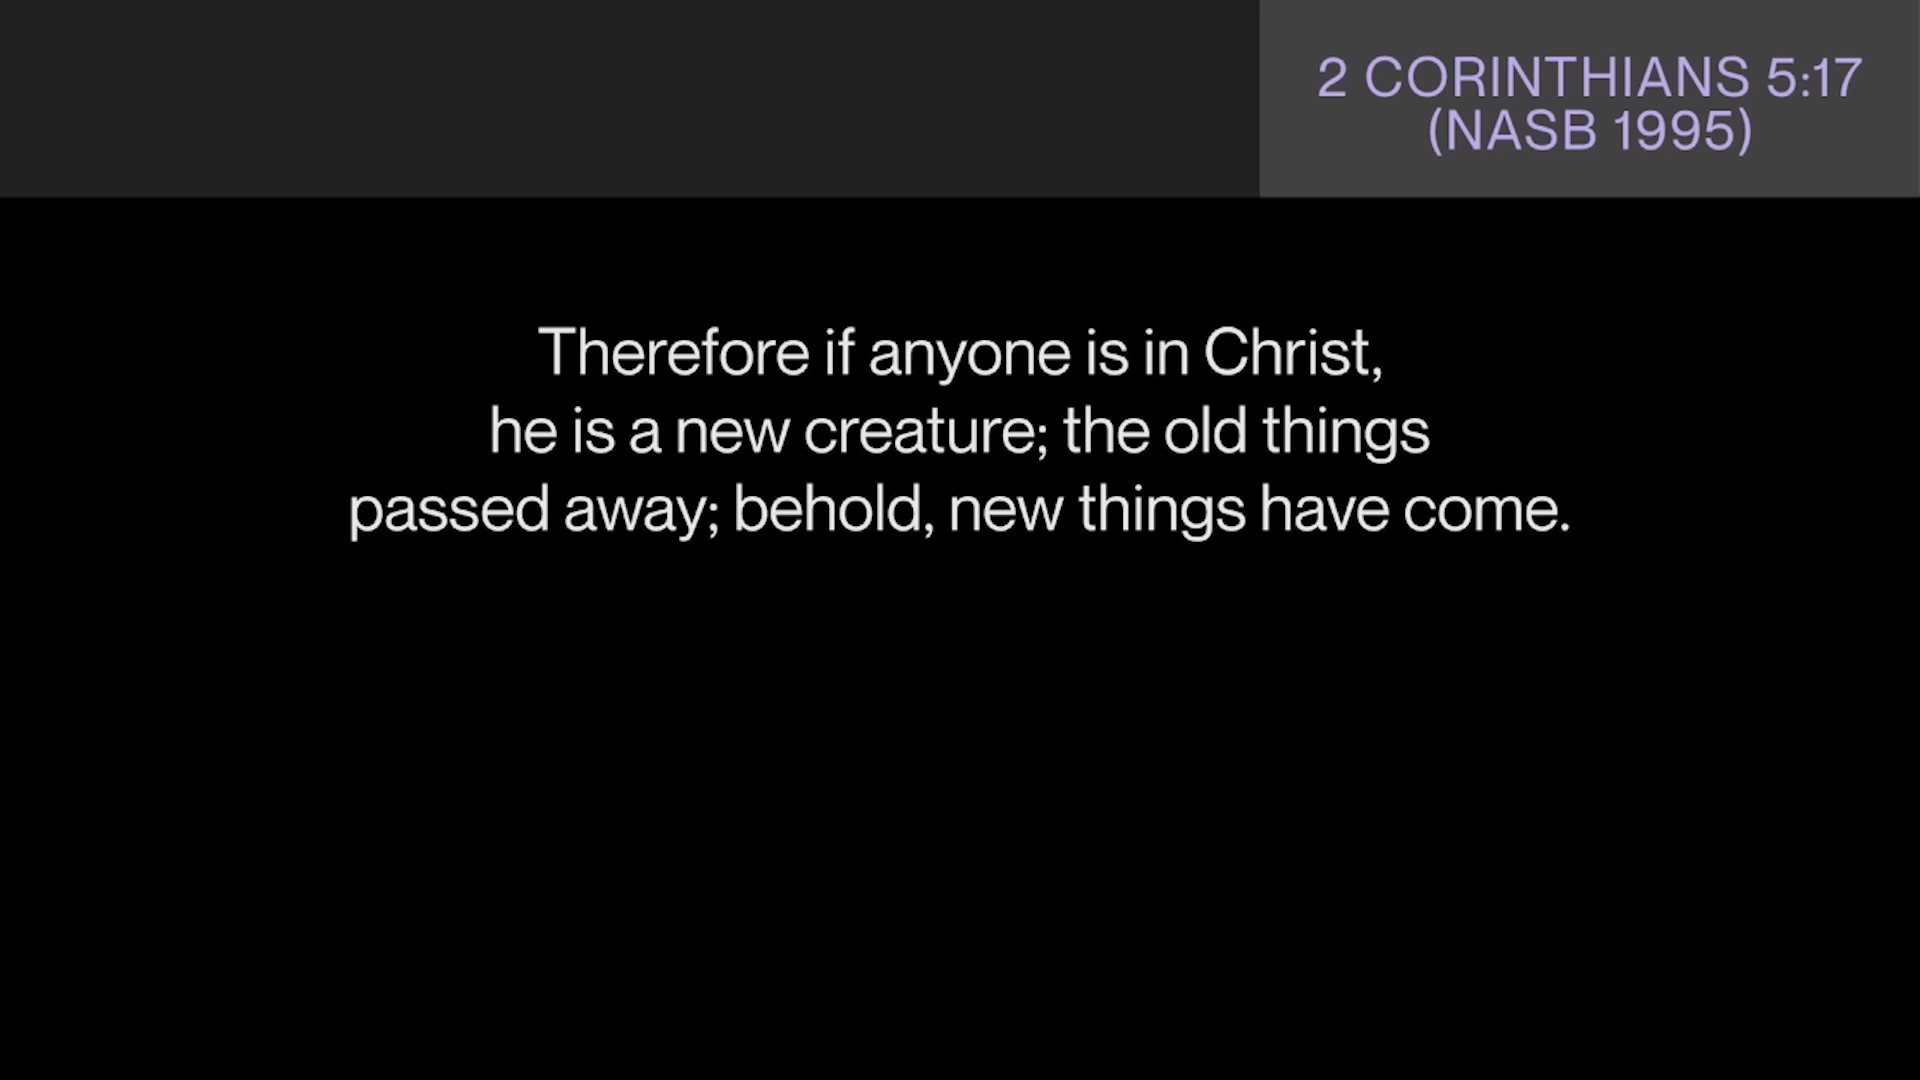 2 CORINTHIANS 5:17
(NASB 1995)
Therefore if anyone is in Christ,
he is a new creature; the old things
passed away; behold, new things have come.